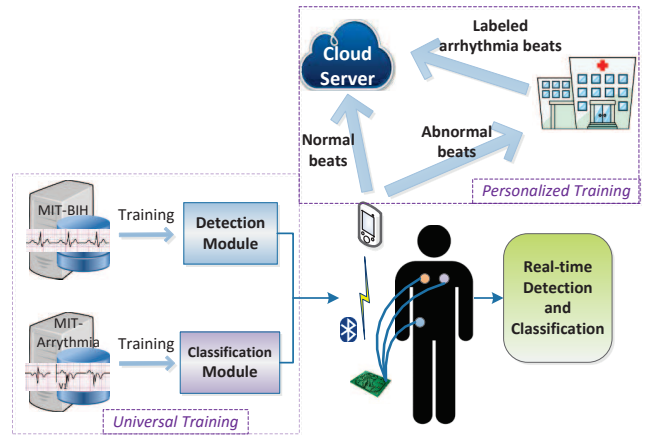 Cloud
Server
Labeled
arrhythmia beats
Normal
beats
Abnormal
beats
Personalized Training
MIT-BIH
Training
Detection
Module
MIT-
Arrythmia
V1
Training
Classification
Module
Universal Training
Real-time
Detection
and
Classification